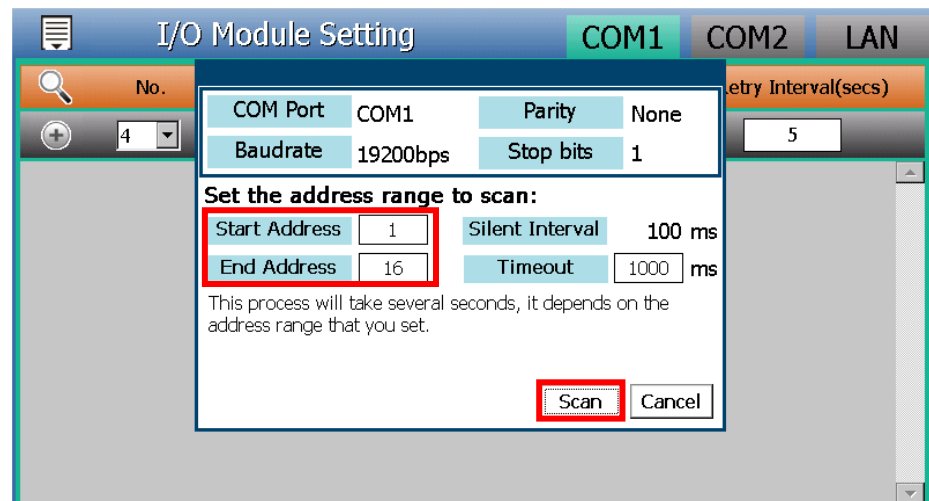 I/O Module Setting COM1 COM2 LAN
No. etry Interval(secs)
4 5
COM Port COM1 Parity None
Baudrate 19200bps Stop bits 1
Set the address range to scan:
Start Address 1 Silent Interval 100 ms
End Address 16 Timeout 1000 ms
This process will take several seconds, it depends on the
address range that you set.
Scan Cancel